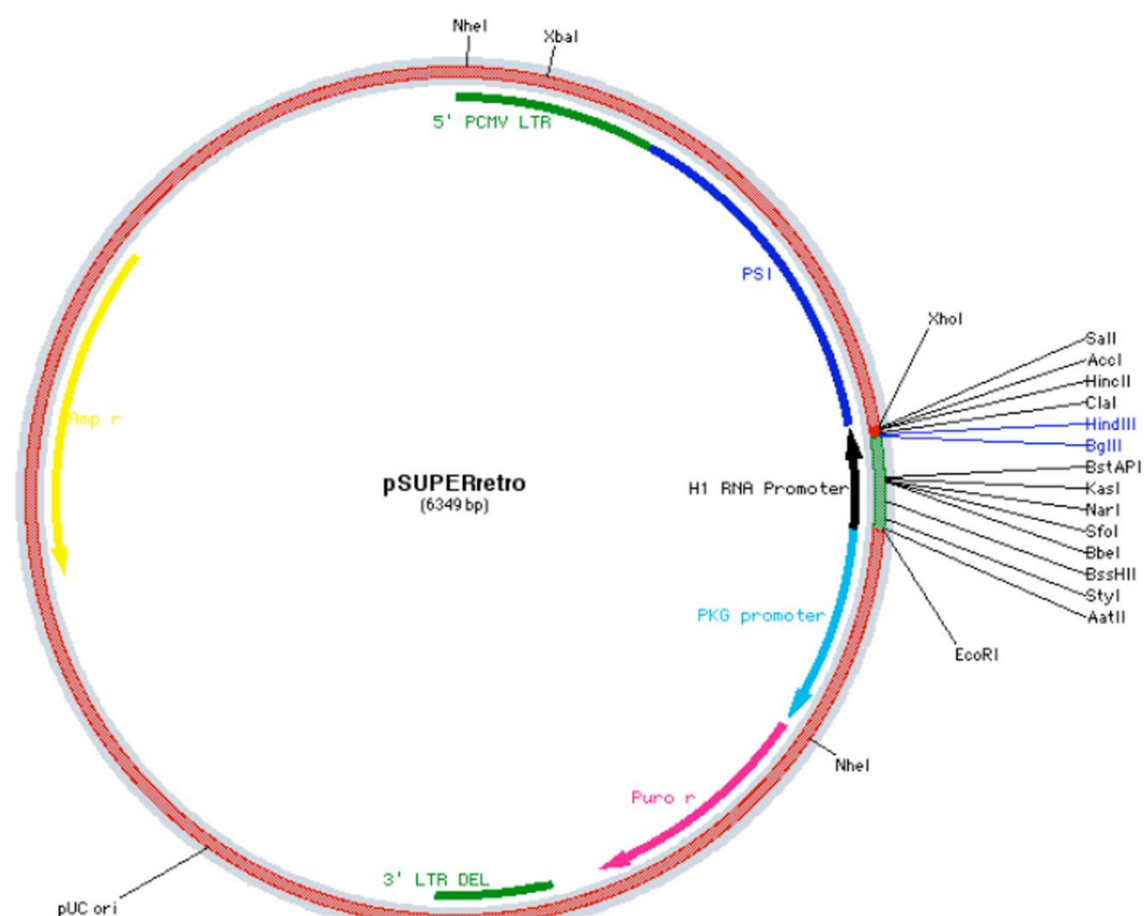 NheI
XbaI
5' PCMV LTR
PSI
XhoI
SalI
AccI
HincII
ClaI
HindIII
BglII
BstAPI
KasI
NarI
SfoI
BbeI
BssHII
StyI
AatII
EcoRI
Amp r
pSUPERretro
(6349 bp)
H1 RNA Promoter
PKG promoter
NheI
Puro r
3' LTR DEL
pUC ori